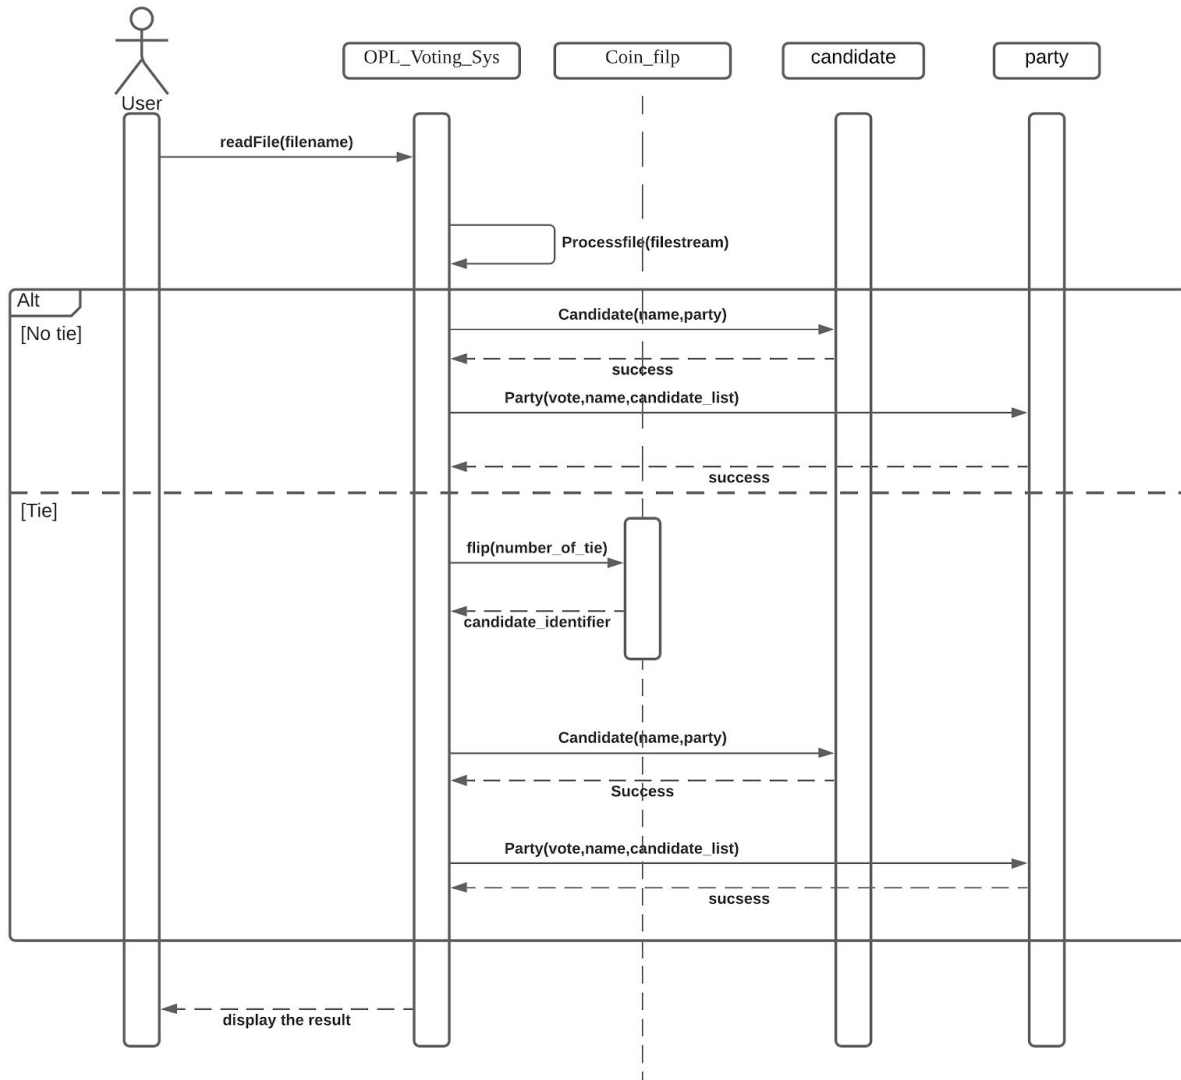 User
OPL_Voting_Sys
Coin_filp
candidate
party
readFile(filename)
Processfile(filestream)
Alt
[No tie]
Candidate(name,party)
success
Party(vote,name,candidate_list)
success
[Tie]
flip(number_of_tie)
candidate_identifier
Candidate(name,party)
Success
Party(vote,name,candidate_list)
sucsess
display the result